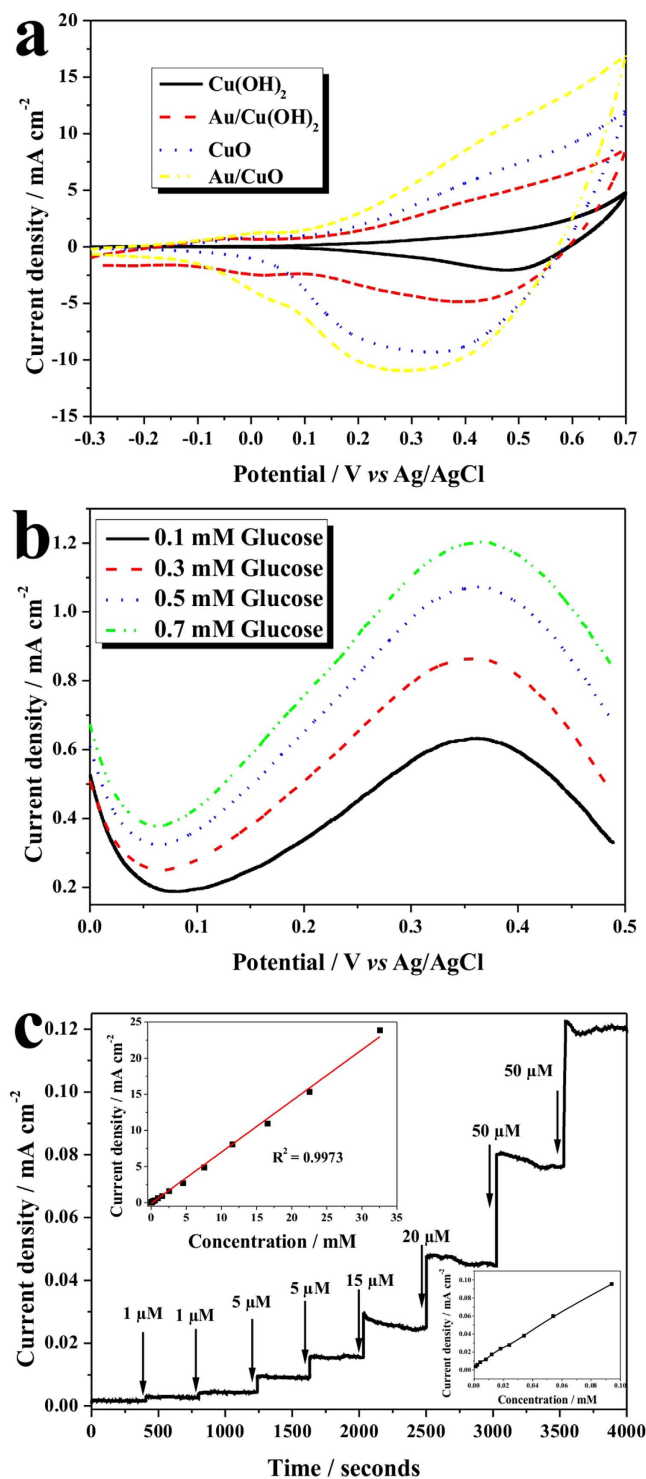 a
20
15
10
5
0
-5
-10
-15
Current density / mA cm⁻²
Cu(OH)₂
Au/Cu(OH)₂
CuO
Au/CuO
-0.3 -0.2 -0.1 0.0 0.1 0.2 0.3 0.4 0.5 0.6 0.7
Potential / V vs Ag/AgCl
b
1.2
1.0
0.8
0.6
0.4
0.2
Current density / mA cm⁻²
0.1 mM Glucose
0.3 mM Glucose
0.5 mM Glucose
0.7 mM Glucose
0.0 0.1 0.2 0.3 0.4 0.5
Potential / V vs Ag/AgCl
c
0.12
0.10
0.08
0.06
0.04
0.02
0.00
Current density / mA cm⁻²
25
20
15
10
5
0
Current density / mA cm⁻²
R² = 0.9973
0 5 10 15 20 25 30 35
Concentration / mM
1 µM
1 µM
5 µM
5 µM
15 µM
20 µM
50 µM
50 µM
0.10
0.08
0.06
0.04
0.02
0.00
Current density / mA cm⁻²
0.00 0.02 0.04 0.06 0.08 0.10
Concentration / mM
0 500 1000 1500 2000 2500 3000 3500 4000
Time / seconds